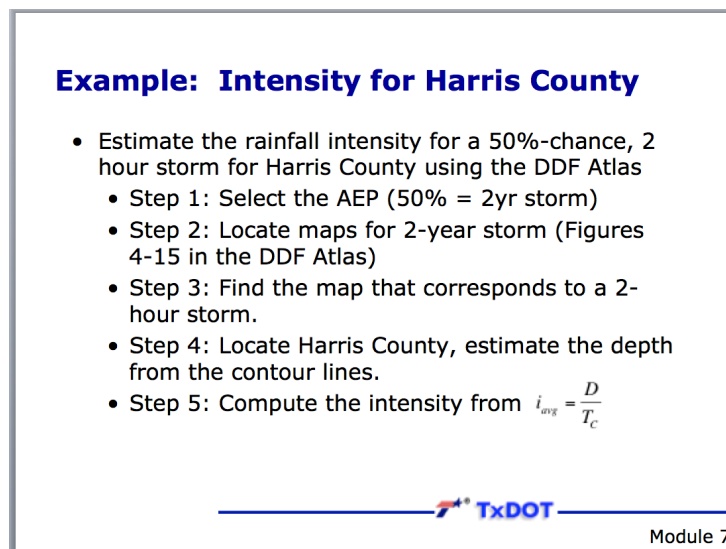 Example: Intensity for Harris County
• Estimate the rainfall intensity for a 50%-chance, 2
hour storm for Harris County using the DDF Atlas
• Step 1: Select the AEP (50% = 2yr storm)
• Step 2: Locate maps for 2-year storm (Figures
4-15 in the DDF Atlas)
• Step 3: Find the map that corresponds to a 2-
hour storm.
• Step 4: Locate Harris County, estimate the depth
from the contour lines.
• Step 5: Compute the intensity from i_avg = D/T_C
TxDOT
Module 7